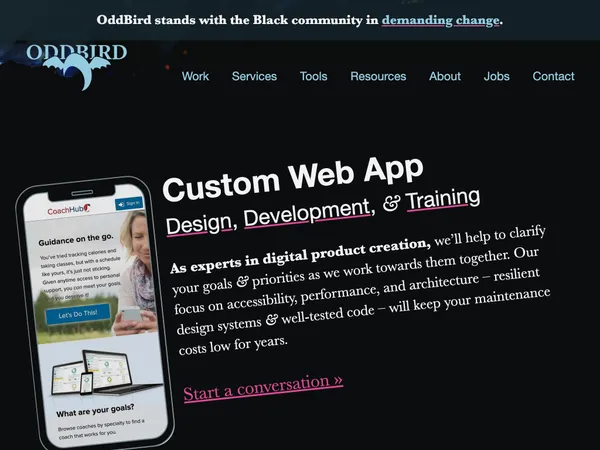 OddBird stands with the Black community in demanding change.
ODDBIRD
Work Services Tools Resources About Jobs Contact
Custom Web App
Design, Development, & Training
As experts in digital product creation, we'll help to clarify
your goals & priorities as we work towards them together. Our
focus on accessibility, performance, and architecture – resilient
design systems & well-tested code – will keep your maintenance
costs low for years.
Start a conversation »
CoachHub
Sign In
Guidance on the go.
You've tried tracking calories and
taking classes, but with a schedule
like yours, it's just not sticking.
Given anytime access to personal
support, you can meet your goals.
you deserve it!
Let's Do This!
What are your goals?
Browse coaches by specialty to find a
coach that works for you.